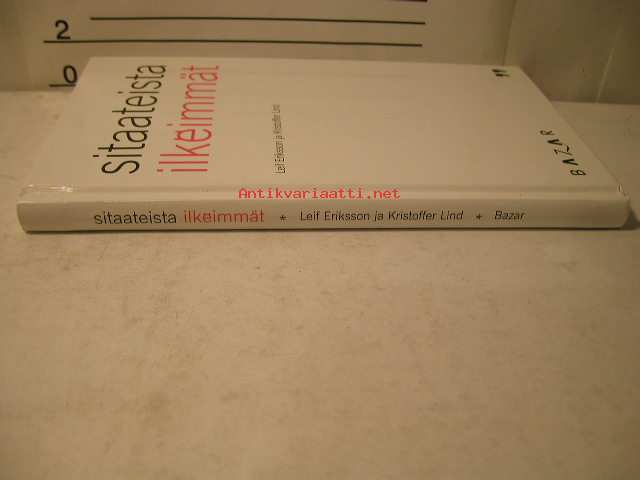 2
0
sitaateista
ilkeimmät
Leif Eriksson ja Kristoffer Lind
BAZAR
Antikvariaatti.net
sitaateista ilkeimmät * Leif Eriksson ja Kristoffer Lind * Bazar